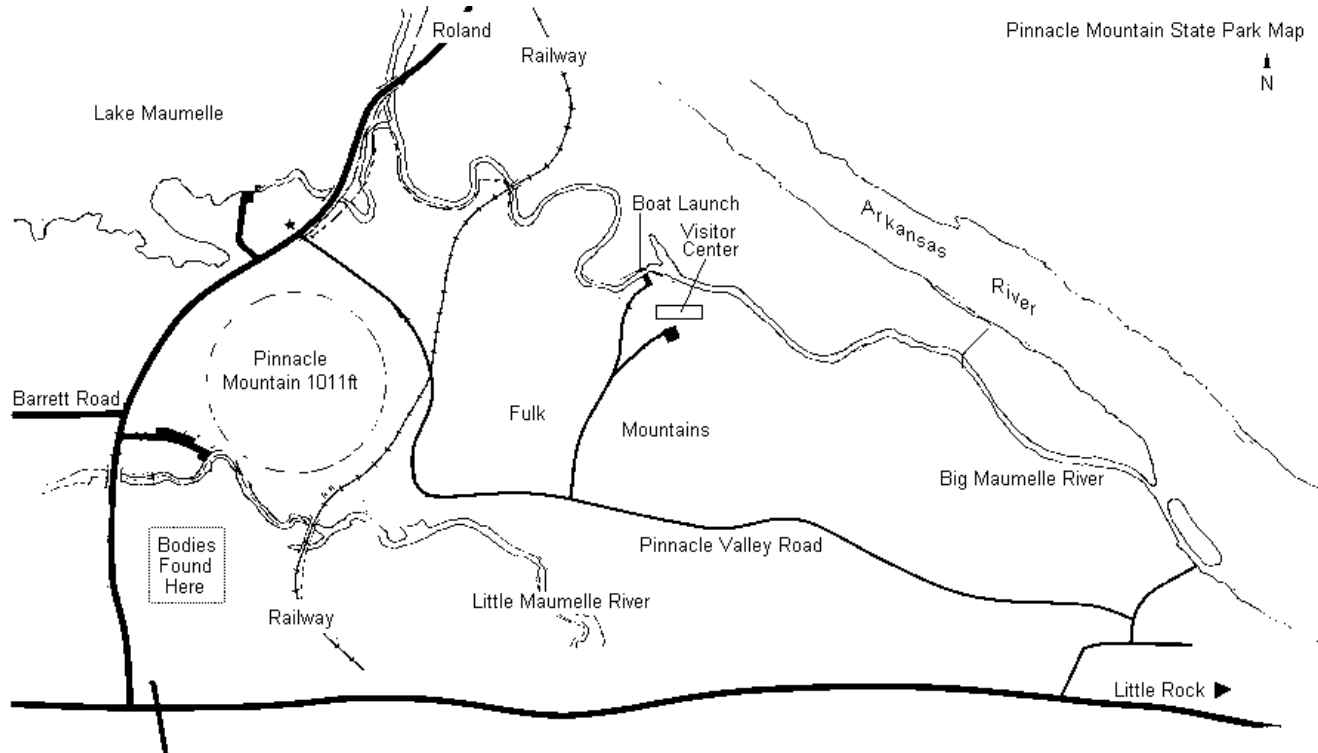 Roland
Railway
Pinnacle Mountain State Park Map
N
Lake Maumelle
Boat Launch
Visitor
Center
Arkansas
River
Pinnacle
Mountain 1011ft
Barrett Road
Fulk
Mountains
Big Maumelle River
Bodies
Found
Here
Pinnacle Valley Road
Little Maumelle River
Railway
Little Rock